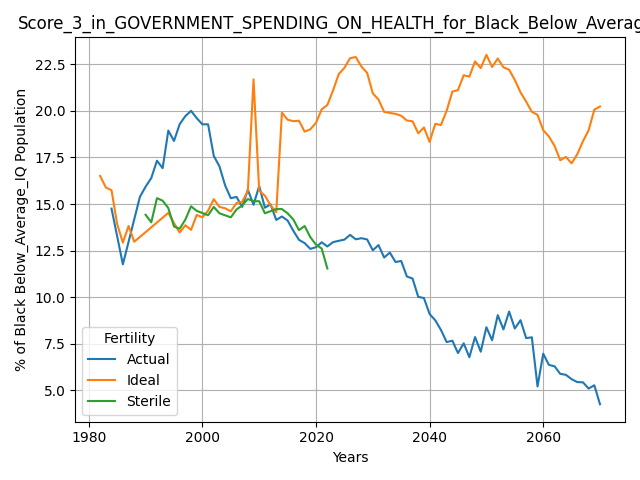 Score_3_in_GOVERNMENT_SPENDING_ON_HEALTH_for_Black_Below_Average
% of Black Below_Average_IQ Population
22.5
20.0
17.5
15.0
12.5
10.0
7.5
5.0
Fertility
Actual
Ideal
Sterile
1980
2000
2020
2040
2060
Years